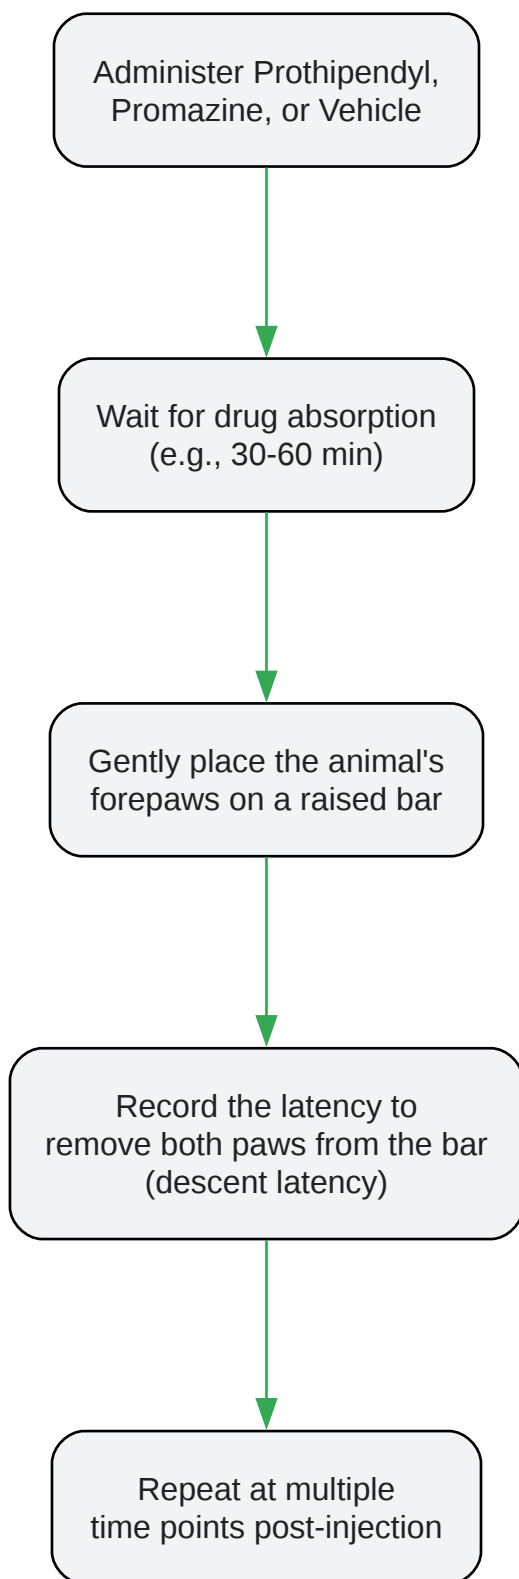 Administer Prothipendyl,
Promazine, or Vehicle
Wait for drug absorption
(e.g., 30-60 min)
Gently place the animal's
forepaws on a raised bar
Record the latency to
remove both paws from the bar
(descent latency)
Repeat at multiple
time points post-injection